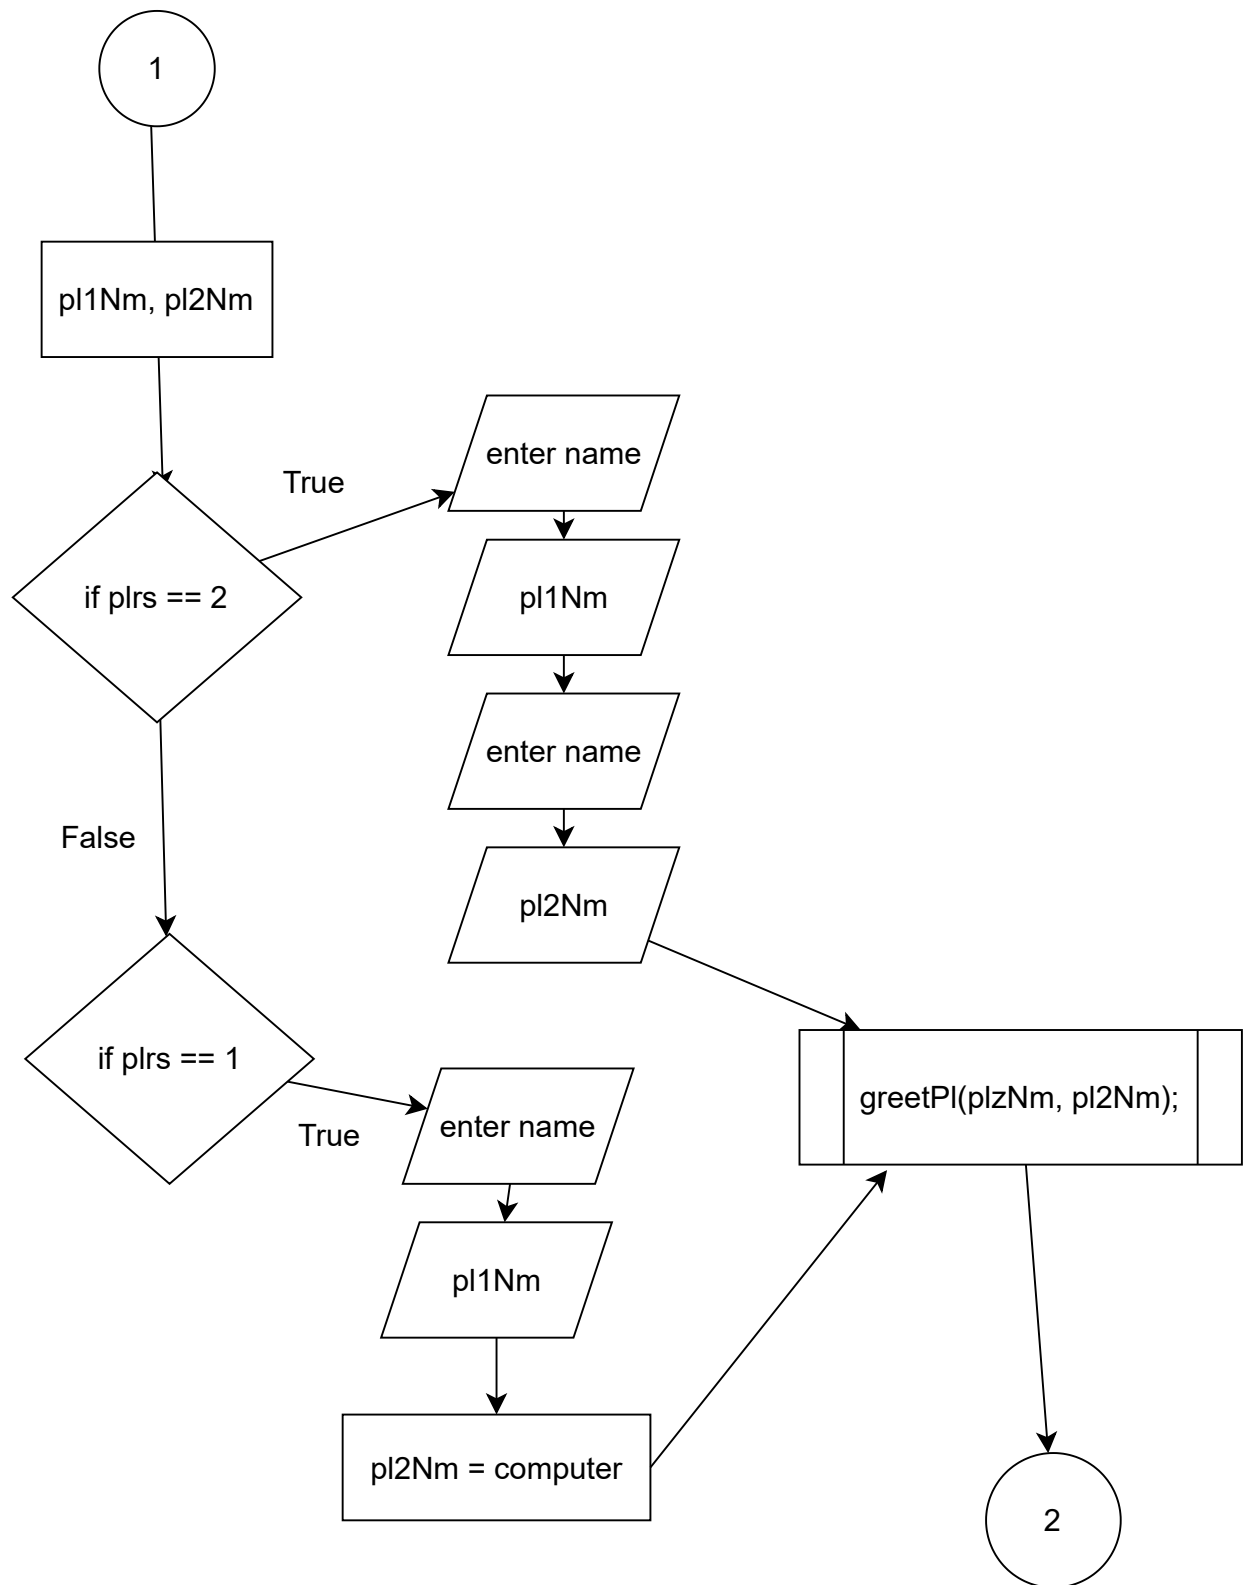 1
pl1Nm, pl2Nm
if plrs == 2
True
enter name
pl1Nm
enter name
pl2Nm
False
if plrs == 1
True
enter name
pl1Nm
pl2Nm = computer
greetPl(plzNm, pl2Nm);
2